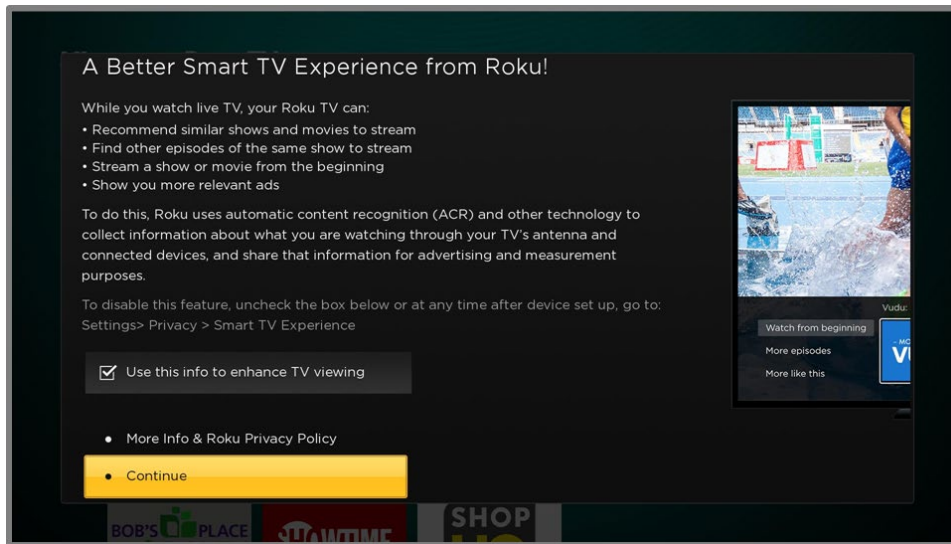 A Better Smart TV Experience from Roku!
While you watch live TV, your Roku TV can:
• Recommend similar shows and movies to stream
• Find other episodes of the same show to stream
• Stream a show or movie from the beginning
• Show you more relevant ads
To do this, Roku uses automatic content recognition (ACR) and other technology to
collect information about what you are watching through your TV's antenna and
connected devices, and share that information for advertising and measurement
purposes.
To disable this feature, uncheck the box below or at any time after device set up, go to:
Settings> Privacy > Smart TV Experience
Use this info to enhance TV viewing
• More Info & Roku Privacy Policy
• Continue
Vudu:
Watch from beginning
More episodes
More like this
BOB'S PLACE
SHOWTIME
SHOP